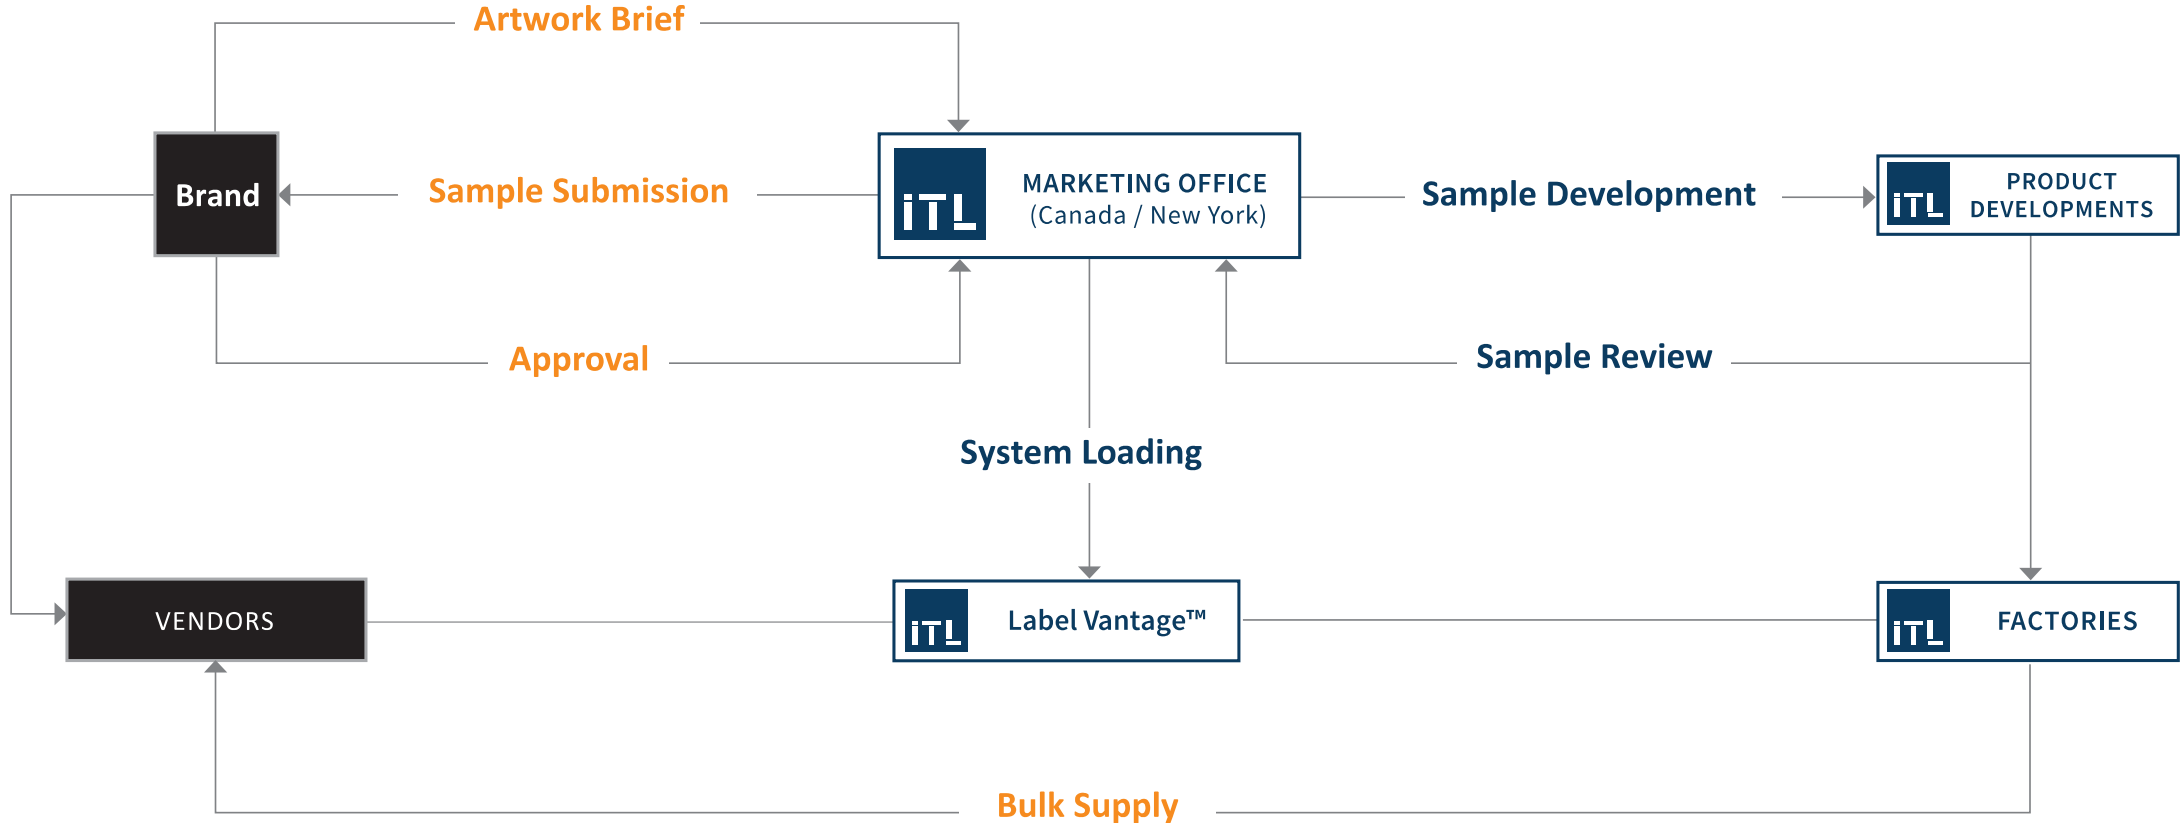 Artwork Brief
Brand
Sample Submission
iTL
MARKETING OFFICE
(Canada / New York)
Sample Development
iTL
PRODUCT
DEVELOPMENTS
Approval
Sample Review
System Loading
VENDORS
iTL
Label Vantage™
iTL
FACTORIES
Bulk Supply